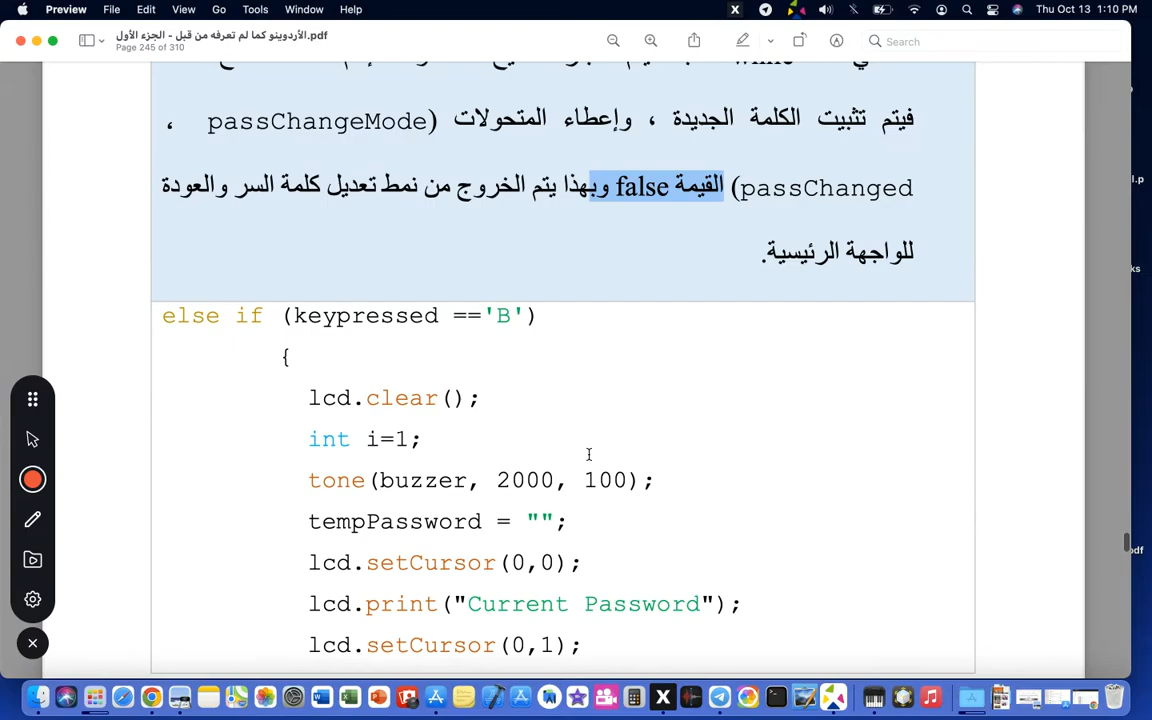 Preview File Edit View Go Tools Window Help
Thu Oct 13 1:10 PM
الأردوينو كما لم تعرفه من قبل - الجزء الأول.pdf
Page 245 of 310
Search
فيتم تثبيت الكلمة الجديدة ، وإعطاء المتحولات (passChangeMode ،
passChanged) القيمة false وبهذا يتم الخروج من نمط تعديل كلمة السر والعودة
للواجهة الرئيسية.
else if (keypressed =='B')
{
lcd.clear();
int i=1;
tone(buzzer, 2000, 100);
tempPassword = "";
lcd.setCursor(0,0);
lcd.print("Current Password");
lcd.setCursor(0,1);